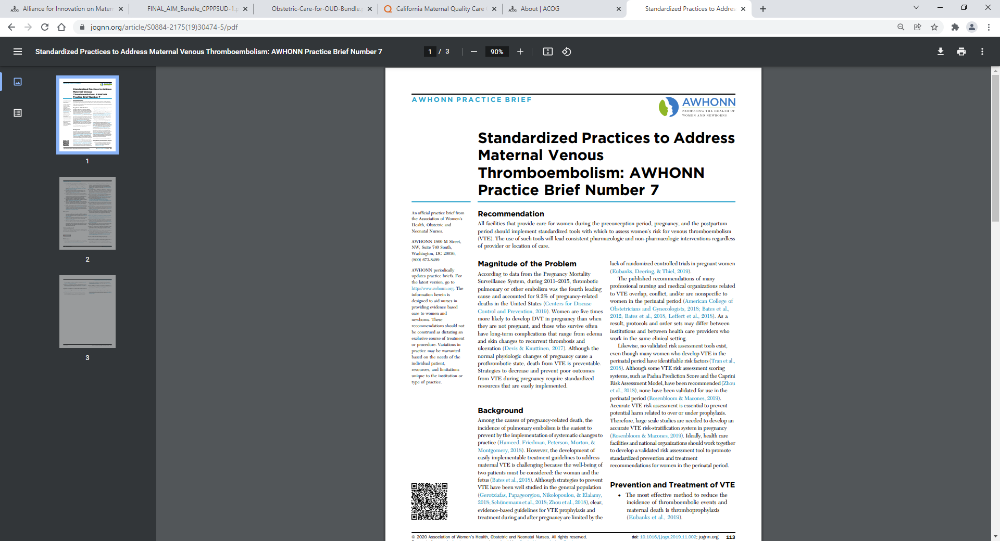 Alliance for Innovation on Matern
FINAL_AIM_Bundle_CPPPSUD-1.p
Obstetric-Care-for-OUD-Bundle.
California Maternal Quality Care
About | ACOG
Standardized Practices to Addres
jognn.org/article/S0884-2175(19)30474-5/pdf
Standardized Practices to Address Maternal Venous Thromboembolism: AWHONN Practice Brief Number 7
1 / 3
90%
1
2
3
AWHONN PRACTICE BRIEF
AWHONN
PROMOTING THE HEALTH OF
WOMEN AND NEWBORNS
Standardized Practices to Address
Maternal Venous
Thromboembolism: AWHONN
Practice Brief Number 7
An official practice brief from
the Association of Women's
Health, Obstetric and
Neonatal Nurses.
AWHONN 1800 M Street,
NW, Suite 740 South,
Washington, DC 20036,
(800) 673-8499
AWHONN periodically
updates practice briefs. For
the latest version, go to
http://www.awhonn.org. The
information herein is
designed to aid nurses in
providing evidence based
care to women and
newborns. These
recommendations should not
be construed as dictating an
exclusive course of treatment
or procedure. Variations in
practice may be warranted
based on the needs of the
individual patient,
resources, and limitations
unique to the institution or
type of practice.
Recommendation
All facilities that provide care for women during the preconception period, pregnancy, and the postpartum
period should implement standardized tools with which to assess women's risk for venous thromboembolism
(VTE). The use of such tools will lead consistent pharmacologic and non-pharmacologic interventions regardless
of provider or location of care.
Magnitude of the Problem
According to data from the Pregnancy Mortality
Surveillance System, during 2011–2015, thrombotic
pulmonary or other embolism was the fourth leading
cause and accounted for 9.2% of pregnancy-related
deaths in the United States (Centers for Disease
Control and Prevention, 2019). Women are five times
more likely to develop DVT in pregnancy than when
they are not pregnant, and those who survive often
have long-term complications that range from edema
and skin changes to recurrent thrombosis and
ulceration (Devis & Knuttinen, 2017). Although the
normal physiologic changes of pregnancy cause a
prothrombotic state, death from VTE is preventable.
Strategies to decrease and prevent poor outcomes
from VTE during pregnancy require standardized
resources that are easily implemented.
Background
Among the causes of pregnancy-related death, the
incidence of pulmonary embolism is the easiest to
prevent by the implementation of systematic changes to
practice (Hameed, Friedman, Peterson, Morton, &
Montgomery, 2018). However, the development of
easily implementable treatment guidelines to address
maternal VTE is challenging because the well-being of
two patients must be considered: the woman and the
fetus (Bates et al., 2018). Although strategies to prevent
VTE have been well studied in the general population
(Gerotziafas, Papageorgiou, Nikolopoulou, & Elalamy,
2018; Schünemann et al., 2018; Zhou et al., 2018), clear,
evidence-based guidelines for VTE prophylaxis and
treatment during and after pregnancy are limited by the
lack of randomized controlled trials in pregnant women
(Eubanks, Deering, & Thiel, 2019).
The published recommendations of many
professional nursing and medical organizations related
to VTE overlap, conflict, and/or are nonspecific to
women in the perinatal period (American College of
Obstetricians and Gynecologists, 2018; Bates et al.,
2012; Bates et al., 2018; Leffert et al., 2018). As a
result, protocols and order sets may differ between
institutions and between health care providers who
work in the same clinical setting.
Likewise, no validated risk assessment tools exist,
even though many women who develop VTE in the
perinatal period have identifiable risk factors (Tran et al.,
2018). Although some VTE risk assessment scoring
systems, such as Padua Prediction Score and the Caprini
Risk Assessment Model, have been recommended (Zhou
et al., 2018), none have been validated for use in the
perinatal period (Rosenbloom & Macones, 2019).
Accurate VTE risk assessment is essential to prevent
potential harm related to over or under prophylaxis.
Therefore, large scale studies are needed to develop an
accurate VTE risk-stratification system in pregnancy
(Rosenbloom & Macones, 2019). Ideally, health care
facilities and national organizations should work together
to develop a validated risk assessment tool to promote
standardized prevention and treatment
recommendations for women in the perinatal period.
Prevention and Treatment of VTE
• The most effective method to reduce the
incidence of thromboembolic events and
maternal death is thromboprophylaxis
(Eubanks et al., 2019).
© 2020 Association of Women's Health, Obstetric and Neonatal Nurses. All rights reserved.
doi: 10.1016/j.jogn.2019.11.002; jognn.org 113